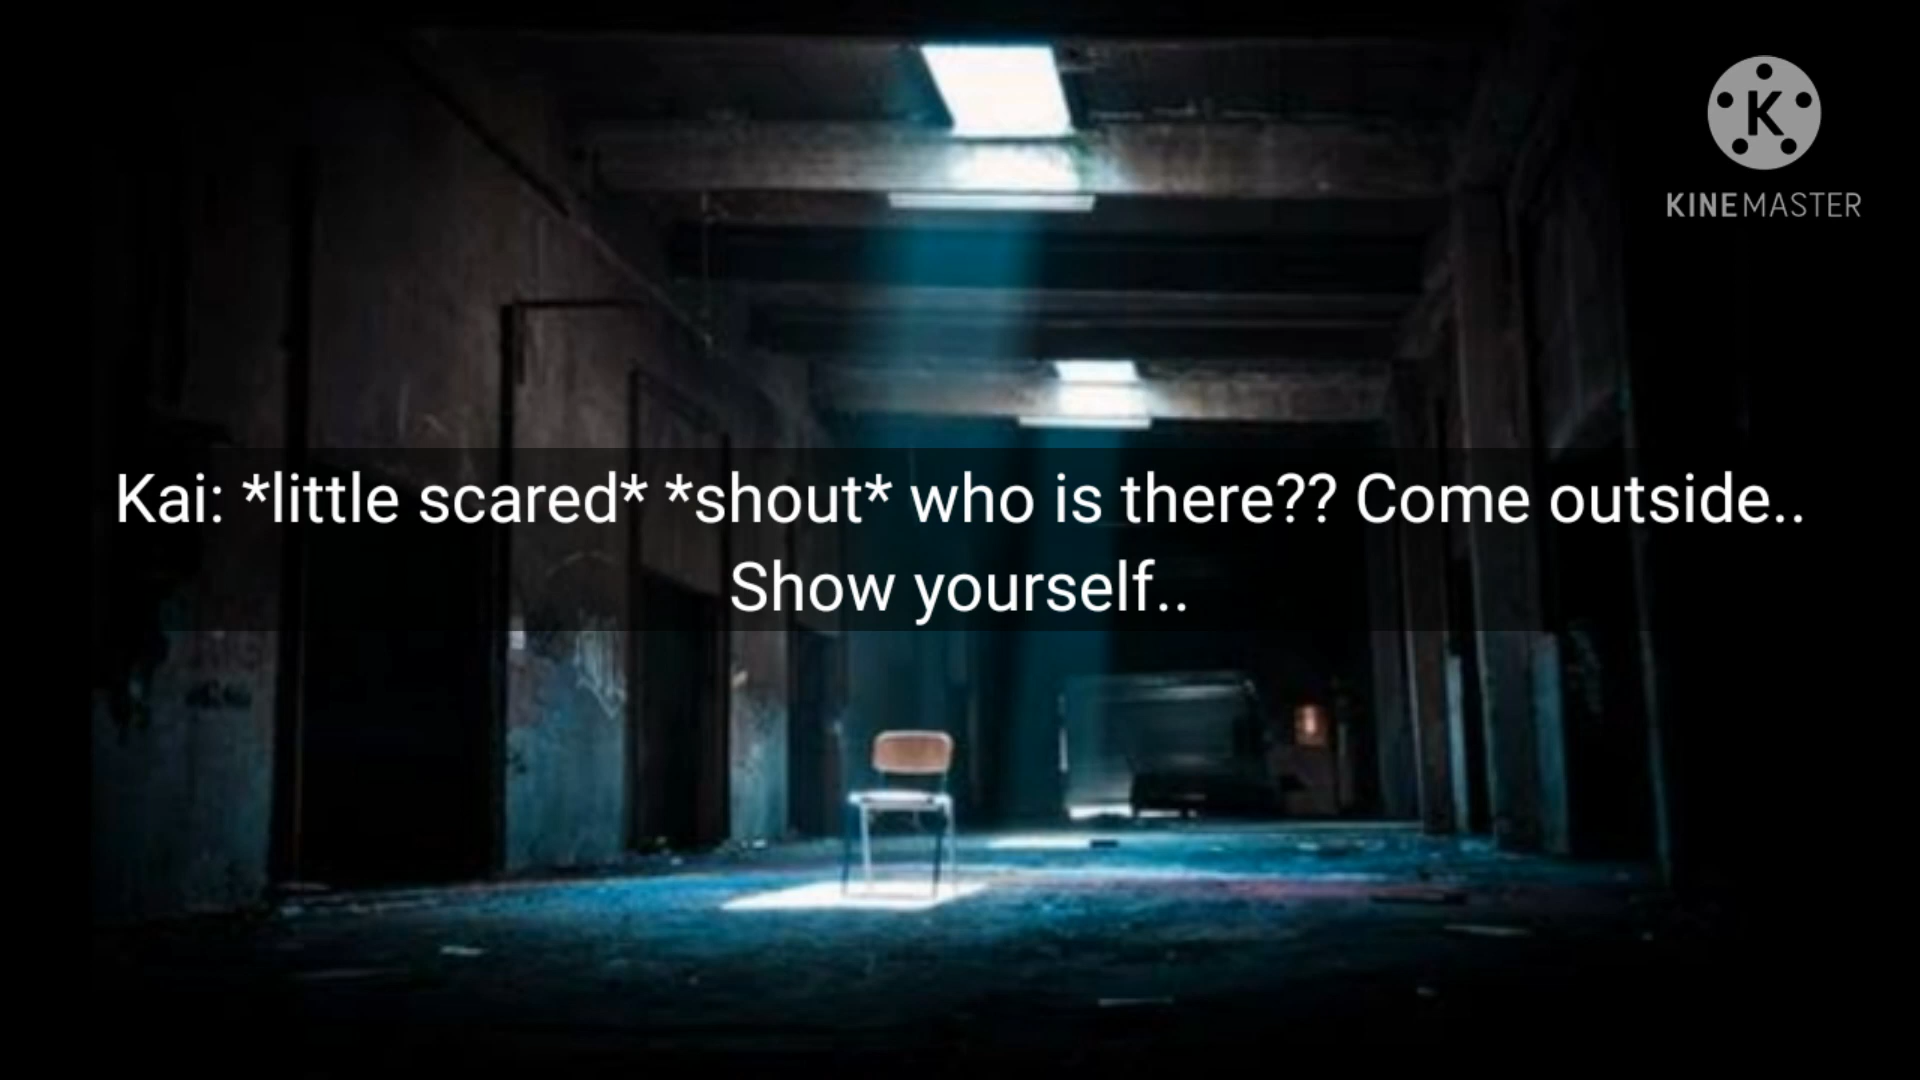 K
KINEMASTER
Kai: *little scared* *shout* who is there?? Come outside..
Show yourself..